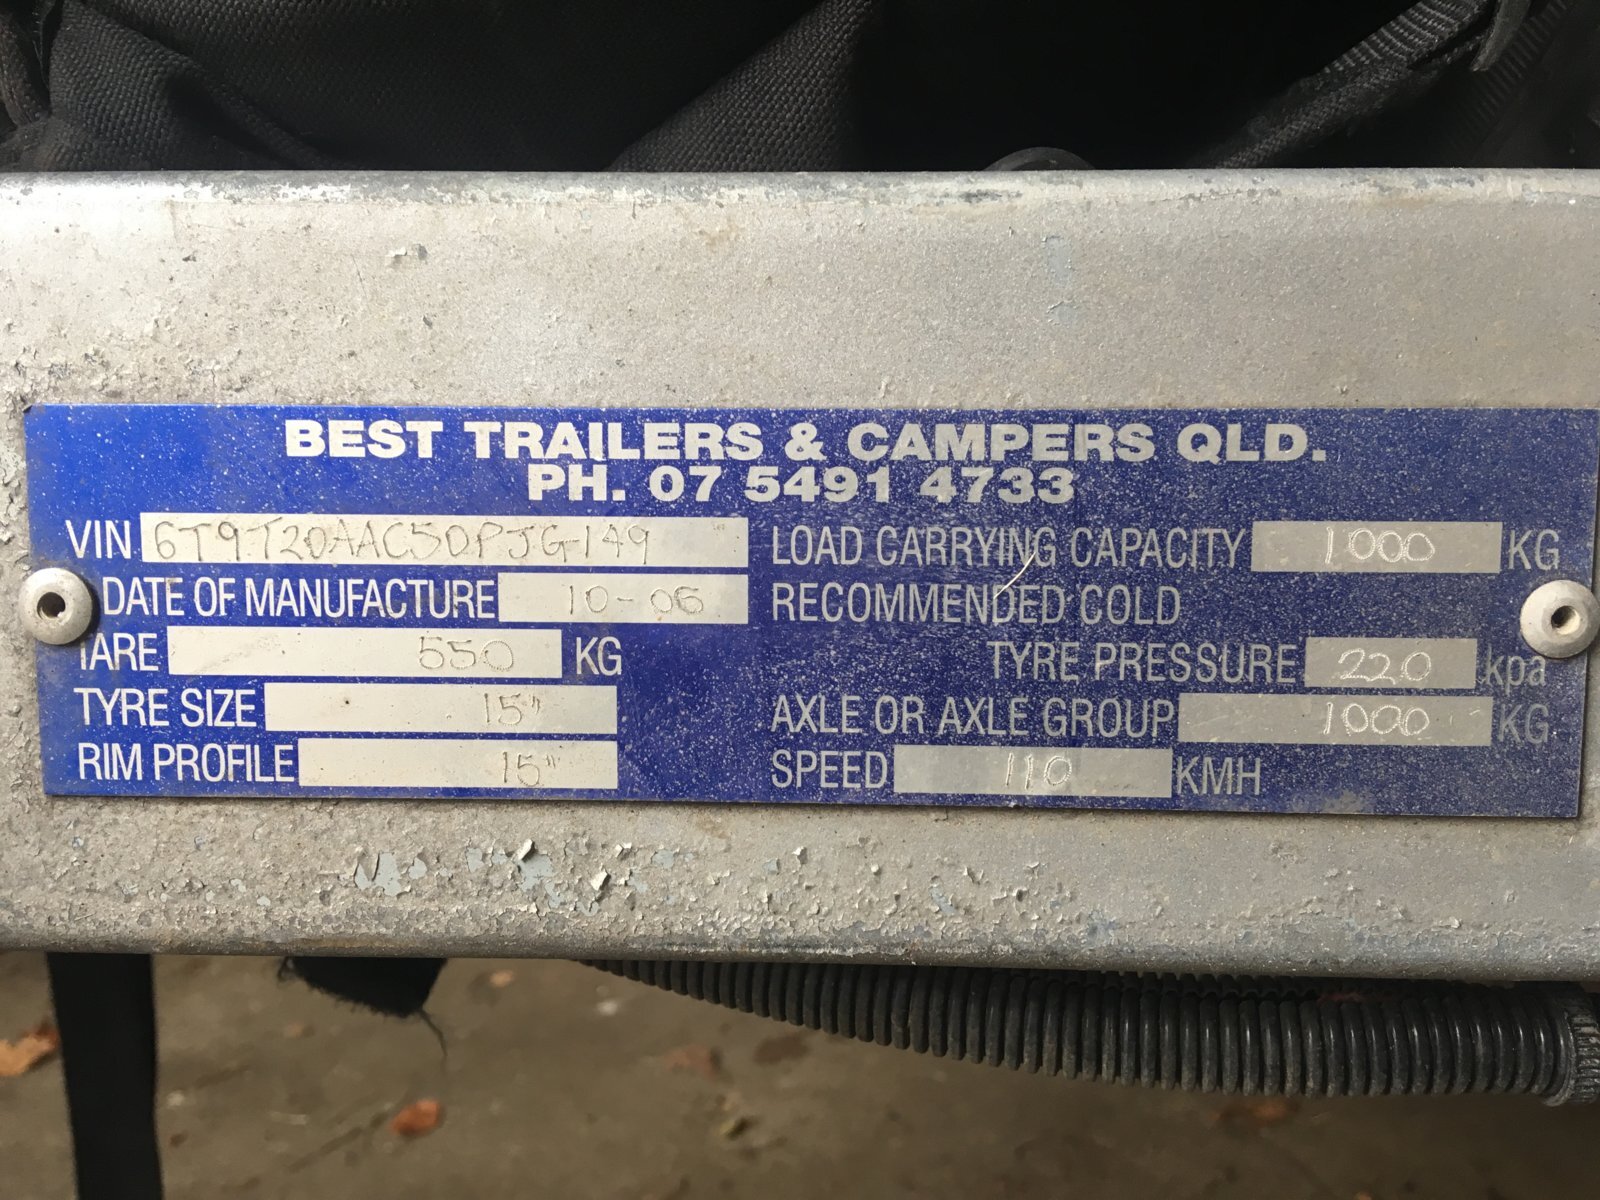 BEST TRAILERS & CAMPERS QLD.
PH. 07 5491 4733
VIN 6T9T20AAC50PJG149
DATE OF MANUFACTURE 10-06
TARE 550 KG
TYRE SIZE 15"
RIM PROFILE 15"
LOAD CARRYING CAPACITY 1000 KG
RECOMMENDED COLD
TYRE PRESSURE 220 kpa
AXLE OR AXLE GROUP 1000 KG
SPEED 110 KMH